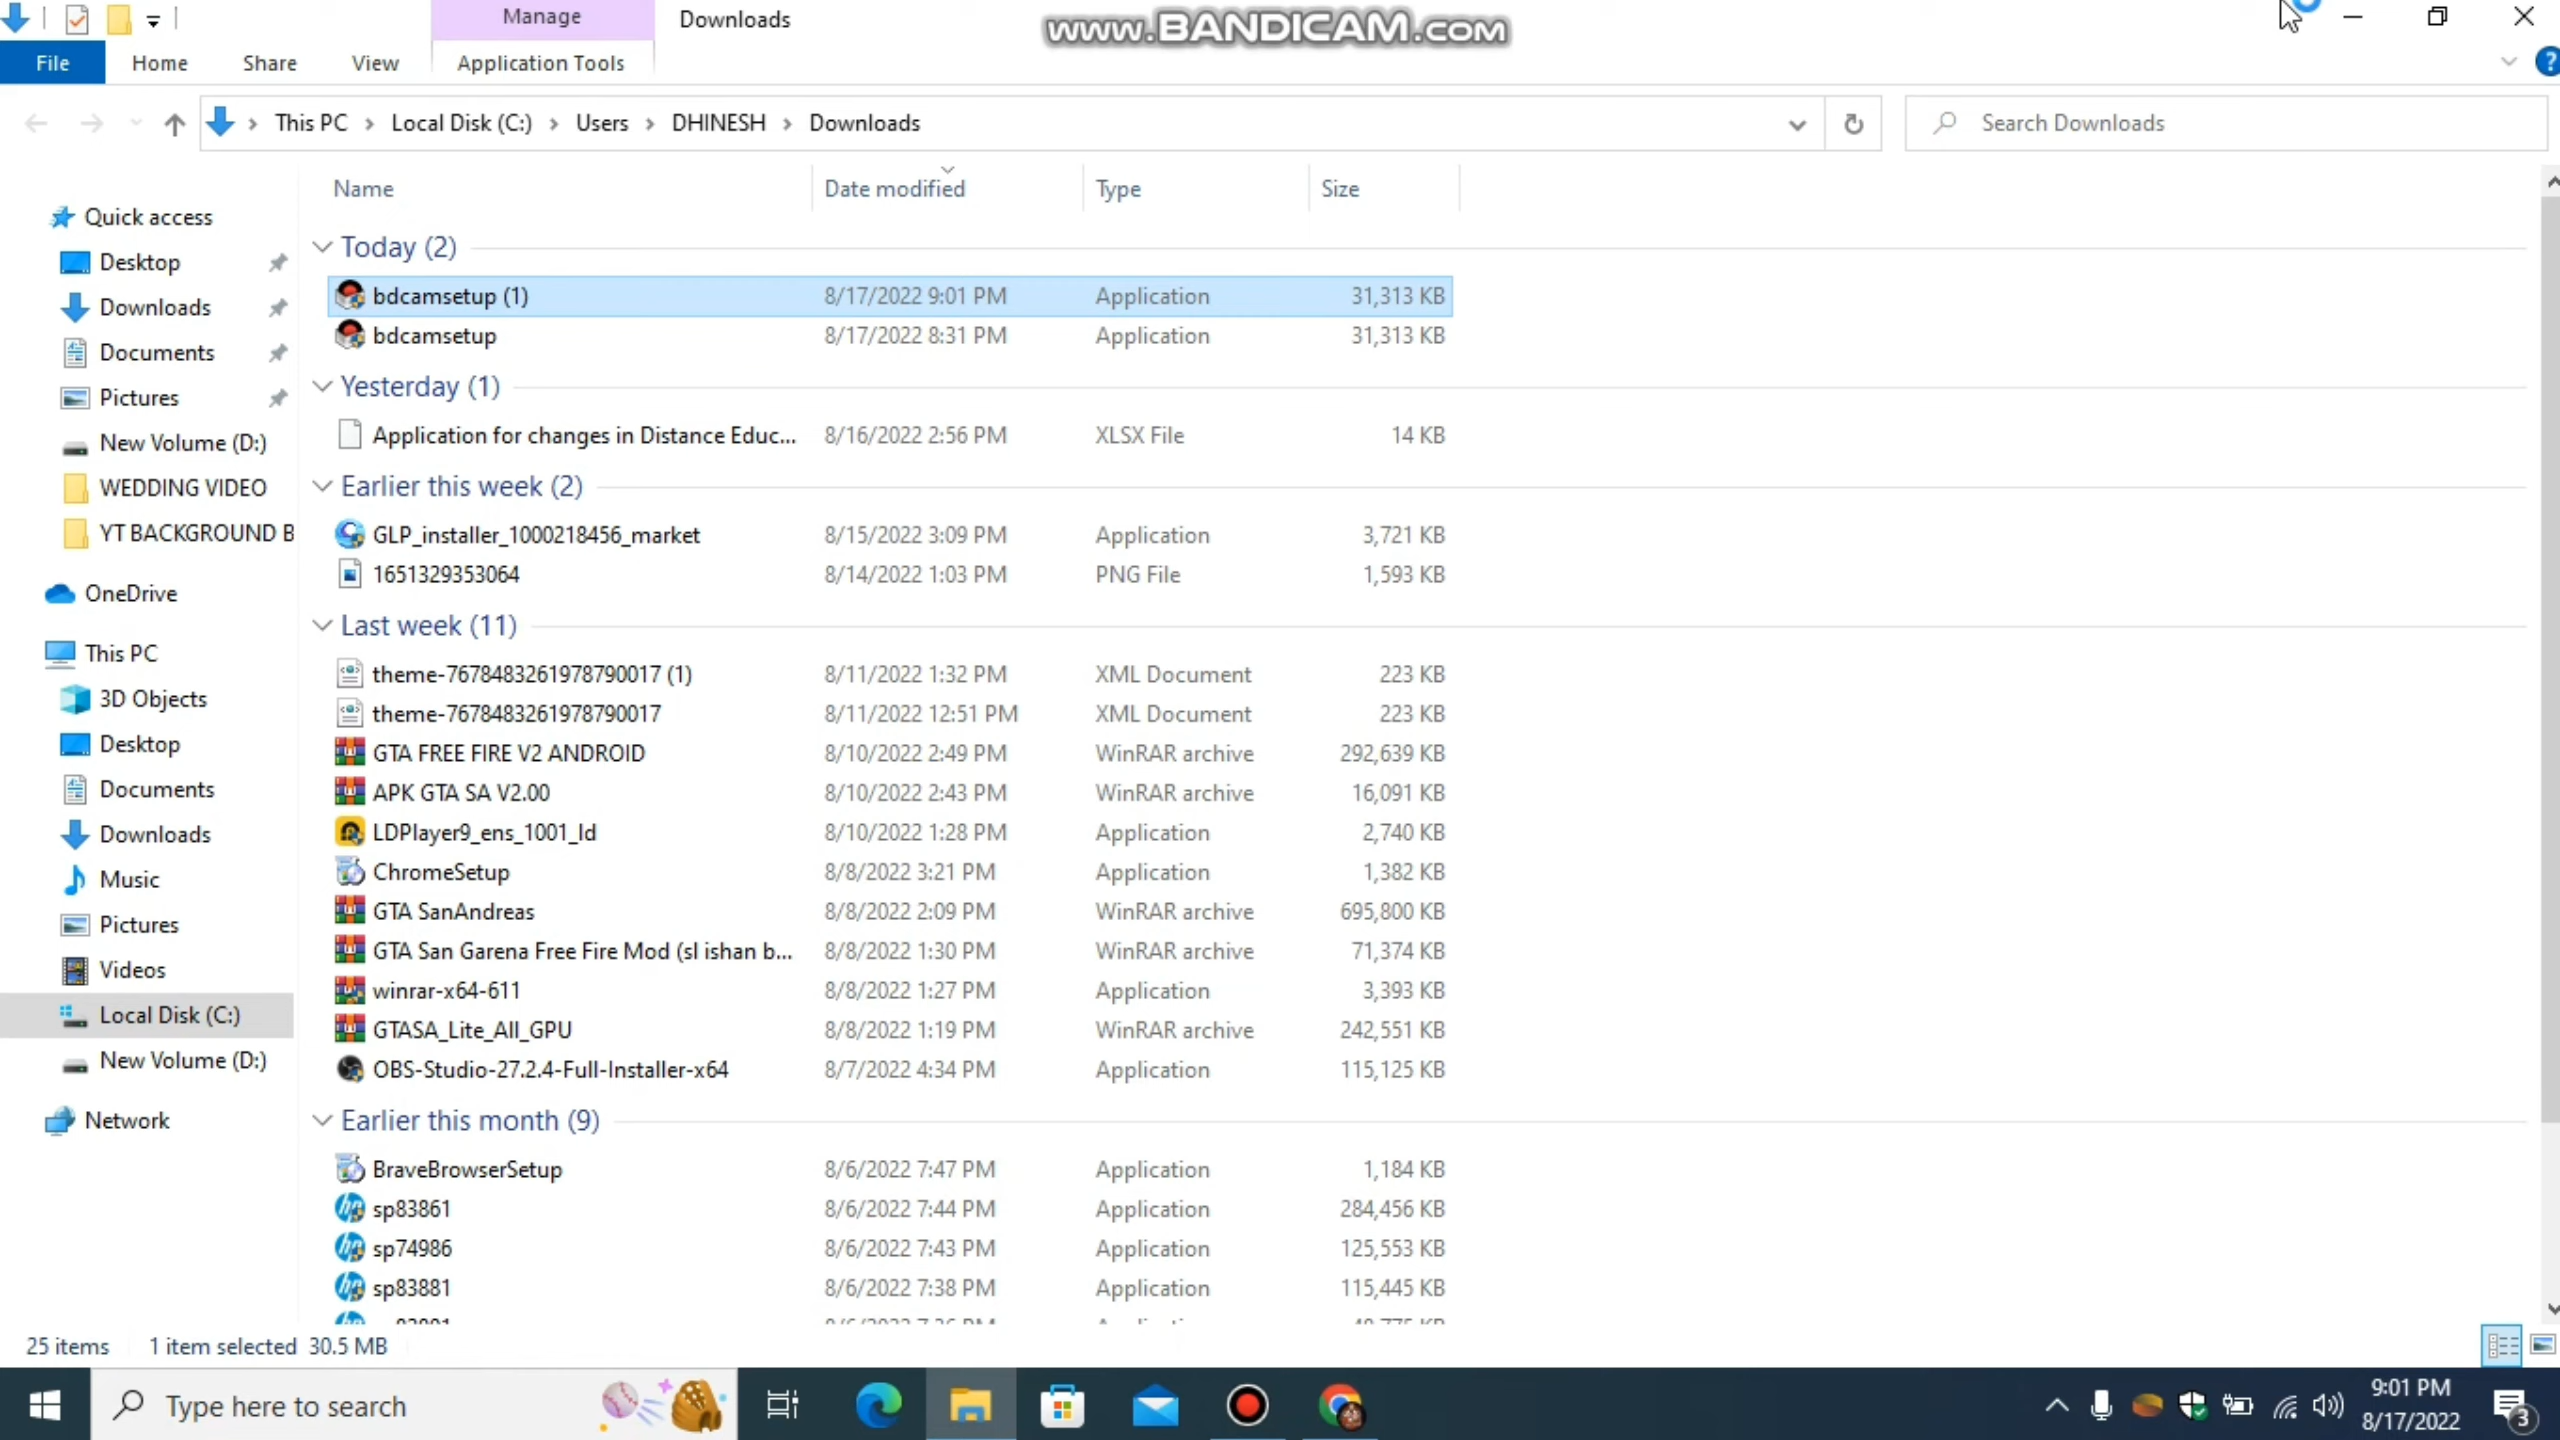 Manage
Downloads
www.BANDICAM.com
File
Home
Share
View
Application Tools
This PC
Local Disk (C:)
Users
DHINESH
Downloads
Search Downloads
Name
Date modified
Type
Size
Quick access
Desktop
Downloads
Documents
Pictures
New Volume (D:)
WEDDING VIDEO
YT BACKGROUND B
OneDrive
This PC
3D Objects
Desktop
Documents
Downloads
Music
Pictures
Videos
Local Disk (C:)
New Volume (D:)
Network
Today (2)
bdcamsetup (1) 8/17/2022 9:01 PM Application 31,313 KB
bdcamsetup 8/17/2022 8:31 PM Application 31,313 KB
Yesterday (1)
Application for changes in Distance Educ... 8/16/2022 2:56 PM XLSX File 14 KB
Earlier this week (2)
GLP_installer_1000218456_market 8/15/2022 3:09 PM Application 3,721 KB
1651329353064 8/14/2022 1:03 PM PNG File 1,593 KB
Last week (11)
theme-7678483261978790017 (1) 8/11/2022 1:32 PM XML Document 223 KB
theme-7678483261978790017 8/11/2022 12:51 PM XML Document 223 KB
GTA FREE FIRE V2 ANDROID 8/10/2022 2:49 PM WinRAR archive 292,639 KB
APK GTA SA V2.00 8/10/2022 2:43 PM WinRAR archive 16,091 KB
LDPlayer9_ens_1001_ld 8/10/2022 1:28 PM Application 2,740 KB
ChromeSetup 8/8/2022 3:21 PM Application 1,382 KB
GTA SanAndreas 8/8/2022 2:09 PM WinRAR archive 695,800 KB
GTA San Garena Free Fire Mod (sl ishan b... 8/8/2022 1:30 PM WinRAR archive 71,374 KB
winrar-x64-611 8/8/2022 1:27 PM Application 3,393 KB
GTASA_Lite_All_GPU 8/8/2022 1:19 PM WinRAR archive 242,551 KB
OBS-Studio-27.2.4-Full-Installer-x64 8/7/2022 4:34 PM Application 115,125 KB
Earlier this month (9)
BraveBrowserSetup 8/6/2022 7:47 PM Application 1,184 KB
sp83861 8/6/2022 7:44 PM Application 284,456 KB
sp74986 8/6/2022 7:43 PM Application 125,553 KB
sp83881 8/6/2022 7:38 PM Application 115,445 KB
25 items 1 item selected 30.5 MB
Type here to search
9:01 PM
8/17/2022
3